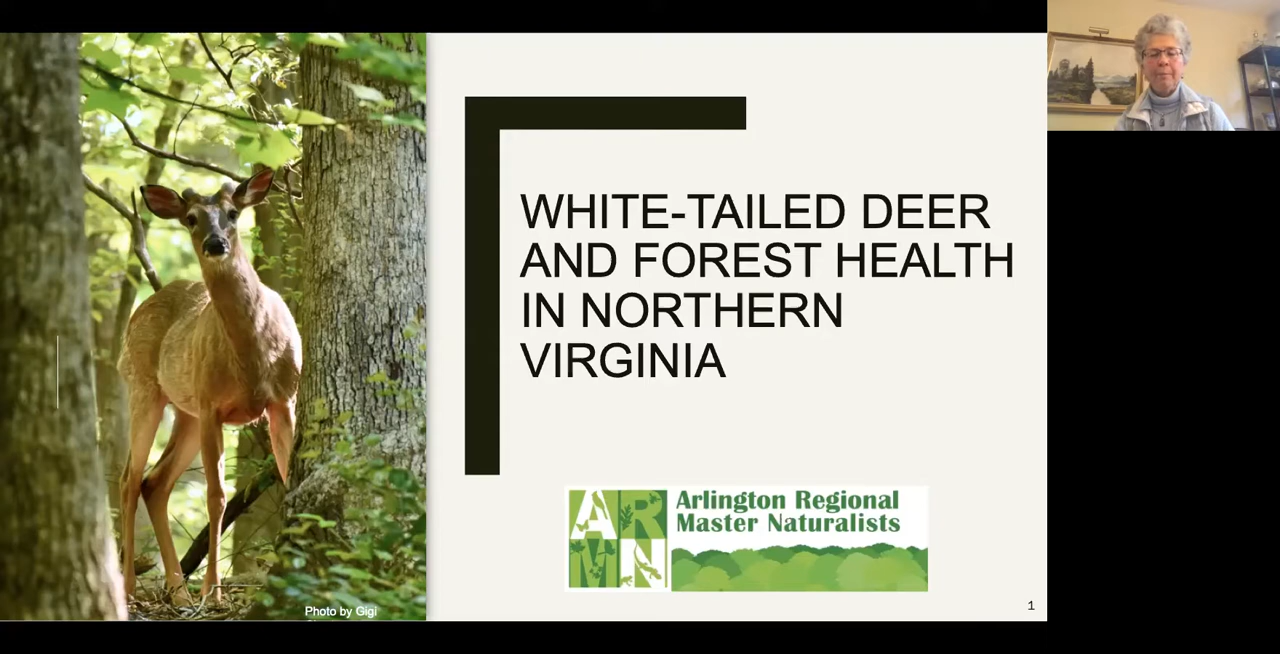 WHITE-TAILED DEER
AND FOREST HEALTH
IN NORTHERN
VIRGINIA
A R
M N
Arlington Regional
Master Naturalists
Photo by Gigi
1